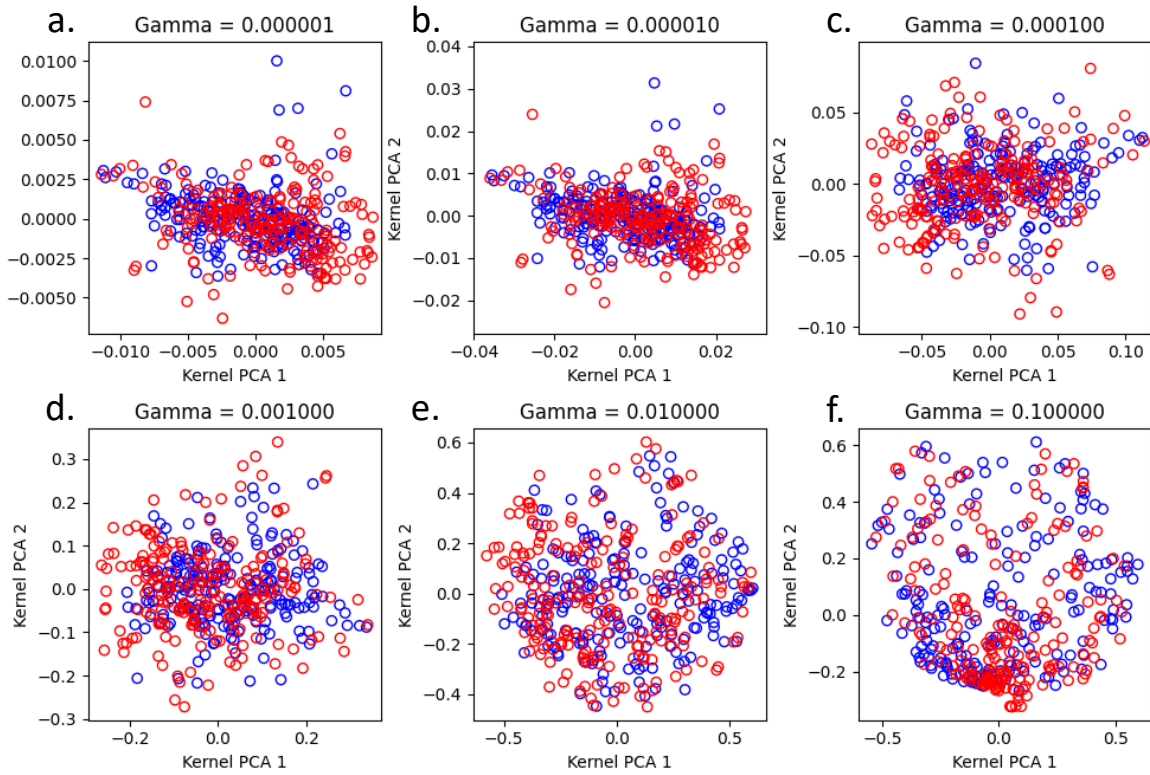 a.
Gamma = 0.000001
0.0100
0.0075
0.0050
0.0025
0.0000
−0.0025
−0.0050
−0.010
−0.005
0.000
0.005
Kernel PCA 1
b.
Gamma = 0.000010
Kernel PCA 2
0.04
0.03
0.02
0.01
0.00
−0.01
−0.02
−0.04
−0.02
0.00
0.02
Kernel PCA 1
c.
Gamma = 0.000100
Kernel PCA 2
0.05
0.00
−0.05
−0.10
−0.05
0.00
0.05
0.10
Kernel PCA 1
d.
Gamma = 0.001000
Kernel PCA 2
0.3
0.2
0.1
0.0
−0.1
−0.2
−0.3
−0.2
0.0
0.2
Kernel PCA 1
e.
Gamma = 0.010000
Kernel PCA 2
0.6
0.4
0.2
0.0
−0.2
−0.4
−0.5
0.0
0.5
Kernel PCA 1
f.
Gamma = 0.100000
Kernel PCA 2
0.6
0.4
0.2
0.0
−0.2
−0.5
0.0
0.5
Kernel PCA 1